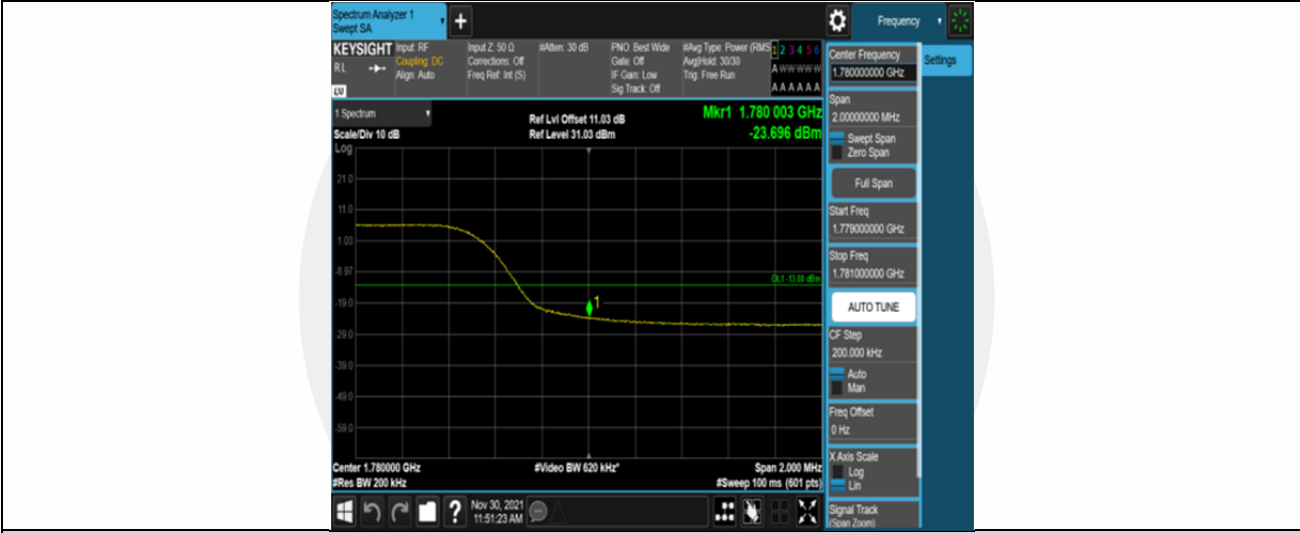 Spectrum Analyzer 1
Swept SA
+
Frequency
KEYSIGHT
RL
Input: RF
Coupling: DC
Align: Auto
Input Z: 50 Ω
Corrections: Off
Freq Ref: Int (S)
#Atten: 30 dB
PNO: Best Wide
Gate: Off
IF Gain: Low
Sig Track: Off
#Avg Type: Power (RMS
Avg|Hold: 30/30
Trig: Free Run
1 2 3 4 5 6
A W W W W W
A A A A A A
1 Spectrum
Scale/Div 10 dB
Log
Ref Lvl Offset 11.03 dB
Ref Level 31.03 dBm
Mkr1 1.780 003 GHz
-23.696 dBm
21.0
11.0
1.03
-8.97
-19.0
-29.0
-39.0
-49.0
-59.0
DL1 -13.00 dBm
1
Center 1.780000 GHz
#Res BW 200 kHz
#Video BW 620 kHz*
Span 2.000 MHz
#Sweep 100 ms (601 pts)
?
Nov 30, 2021
11:51:23 AM
Center Frequency
1.780000000 GHz
Span
2.00000000 MHz
Swept Span
Zero Span
Full Span
Start Freq
1.779000000 GHz
Stop Freq
1.781000000 GHz
AUTO TUNE
CF Step
200.000 kHz
Auto
Man
Freq Offset
0 Hz
X Axis Scale
Log
Lin
Signal Track
(Span Zoom)
Settings